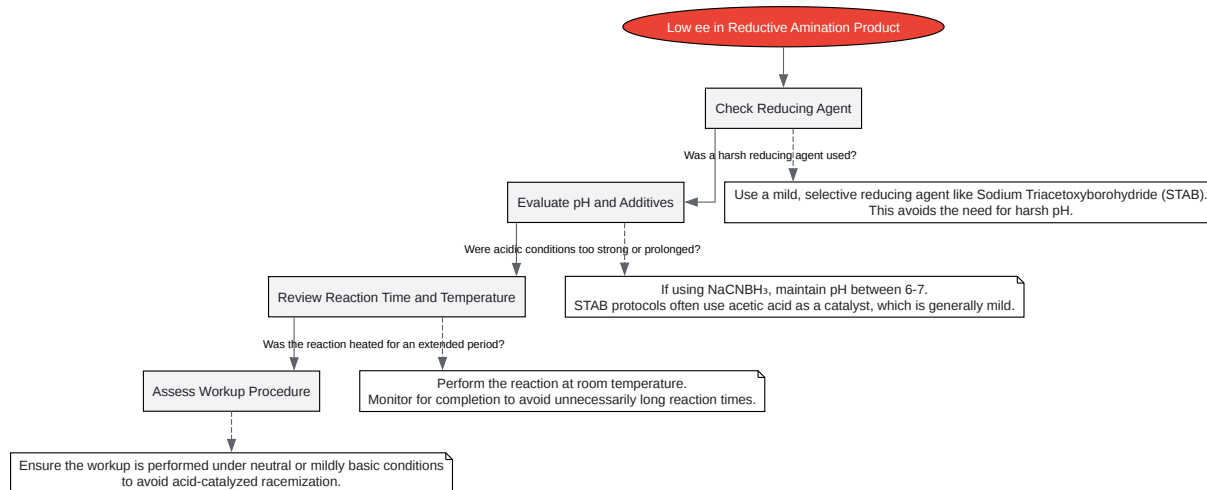 Low ee in Reductive Amination Product
Check Reducing Agent
Was a harsh reducing agent used?
Use a mild, selective reducing agent like Sodium Triacetoxyborohydride (STAB).
This avoids the need for harsh pH.
Evaluate pH and Additives
Were acidic conditions too strong or prolonged?
If using NaCNBH₃, maintain pH between 6-7.
STAB protocols often use acetic acid as a catalyst, which is generally mild.
Review Reaction Time and Temperature
Was the reaction heated for an extended period?
Perform the reaction at room temperature.
Monitor for completion to avoid unnecessarily long reaction times.
Assess Workup Procedure
Ensure the workup is performed under neutral or mildly basic conditions
to avoid acid-catalyzed racemization.